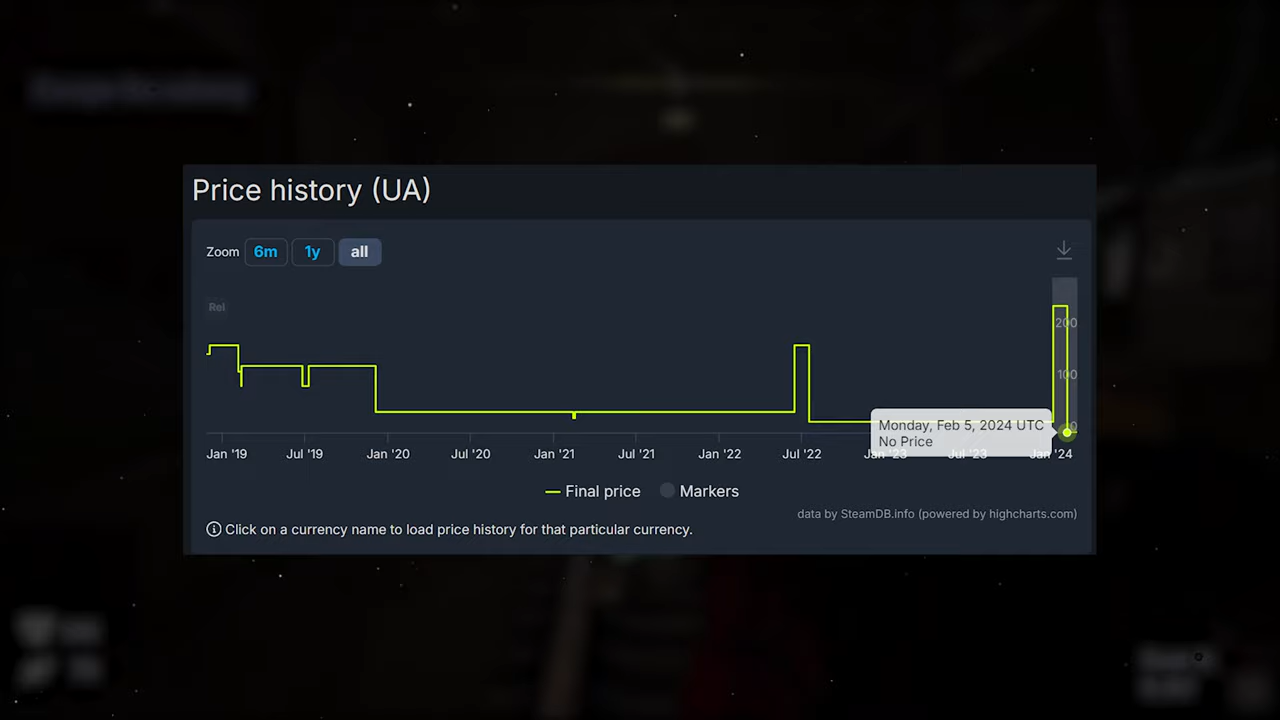 Price history (UA)
Zoom 6m 1y all
Rel
200
100
0
Monday, Feb 5, 2024 UTC
No Price
Jan '19 Jul '19 Jan '20 Jul '20 Jan '21 Jul '21 Jan '22 Jul '22 Jan '23 Jul '23 Jan '24
Final price Markers
data by SteamDB.info (powered by highcharts.com)
Click on a currency name to load price history for that particular currency.